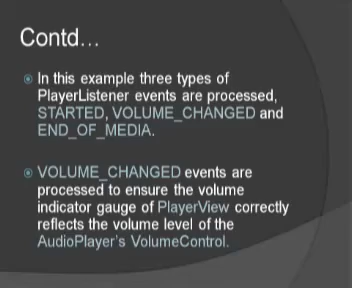 Contd...
In this example three types of
PlayerListener events are processed,
STARTED, VOLUME_CHANGED and
END_OF_MEDIA.
VOLUME_CHANGED events are
processed to ensure the volume
indicator gauge of PlayerView correctly
reflects the volume level of the
AudioPlayer's VolumeControl.